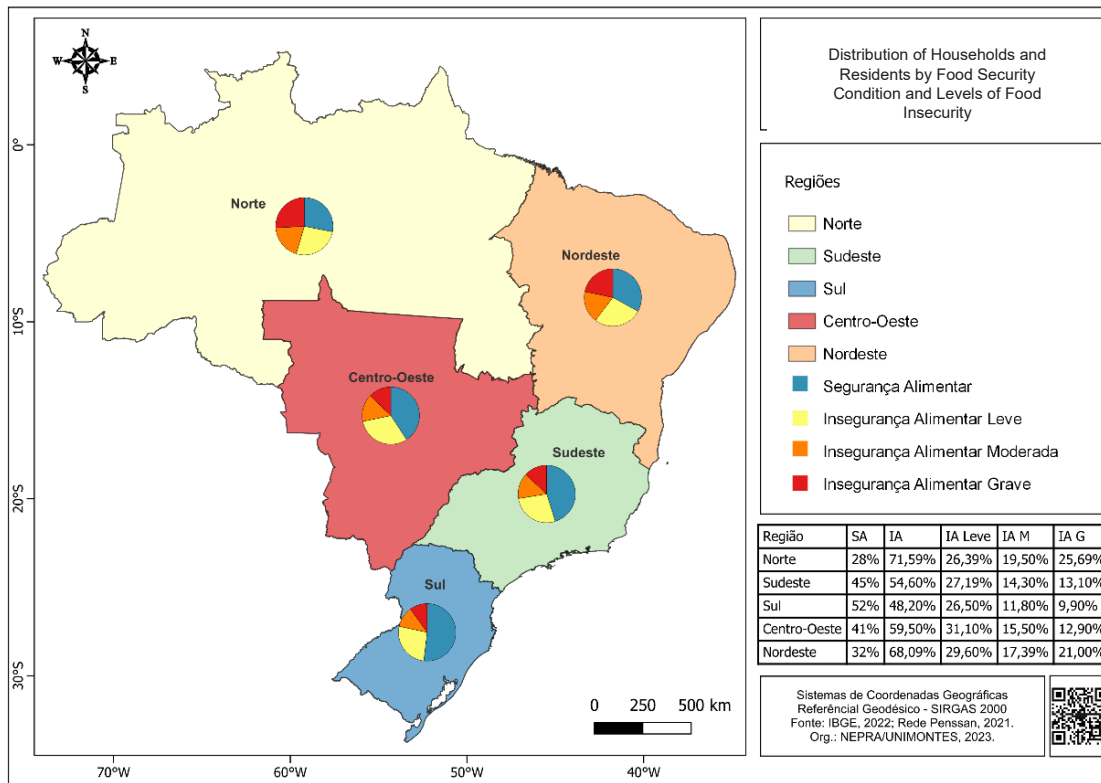 Distribution of Households and
Residents by Food Security
Condition and Levels of Food
Insecurity
N
W E
S
0°
10°S
20°S
30°S
70°W 60°W 50°W 40°W
Norte
Nordeste
Centro-Oeste
Sudeste
Sul
0 250 500 km
Regiões
Norte
Sudeste
Sul
Centro-Oeste
Nordeste
Segurança Alimentar
Insegurança Alimentar Leve
Insegurança Alimentar Moderada
Insegurança Alimentar Grave
Região SA IA IA Leve IA M IA G
Norte 28% 71,59% 26,39% 19,50% 25,69%
Sudeste 45% 54,60% 27,19% 14,30% 13,10%
Sul 52% 48,20% 26,50% 11,80% 9,90%
Centro-Oeste 41% 59,50% 31,10% 15,50% 12,90%
Nordeste 32% 68,09% 29,60% 17,39% 21,00%
Sistemas de Coordenadas Geográficas
Referêncial Geodésico - SIRGAS 2000
Fonte: IBGE, 2022; Rede Penssan, 2021.
Org.: NEPRA/UNIMONTES, 2023.